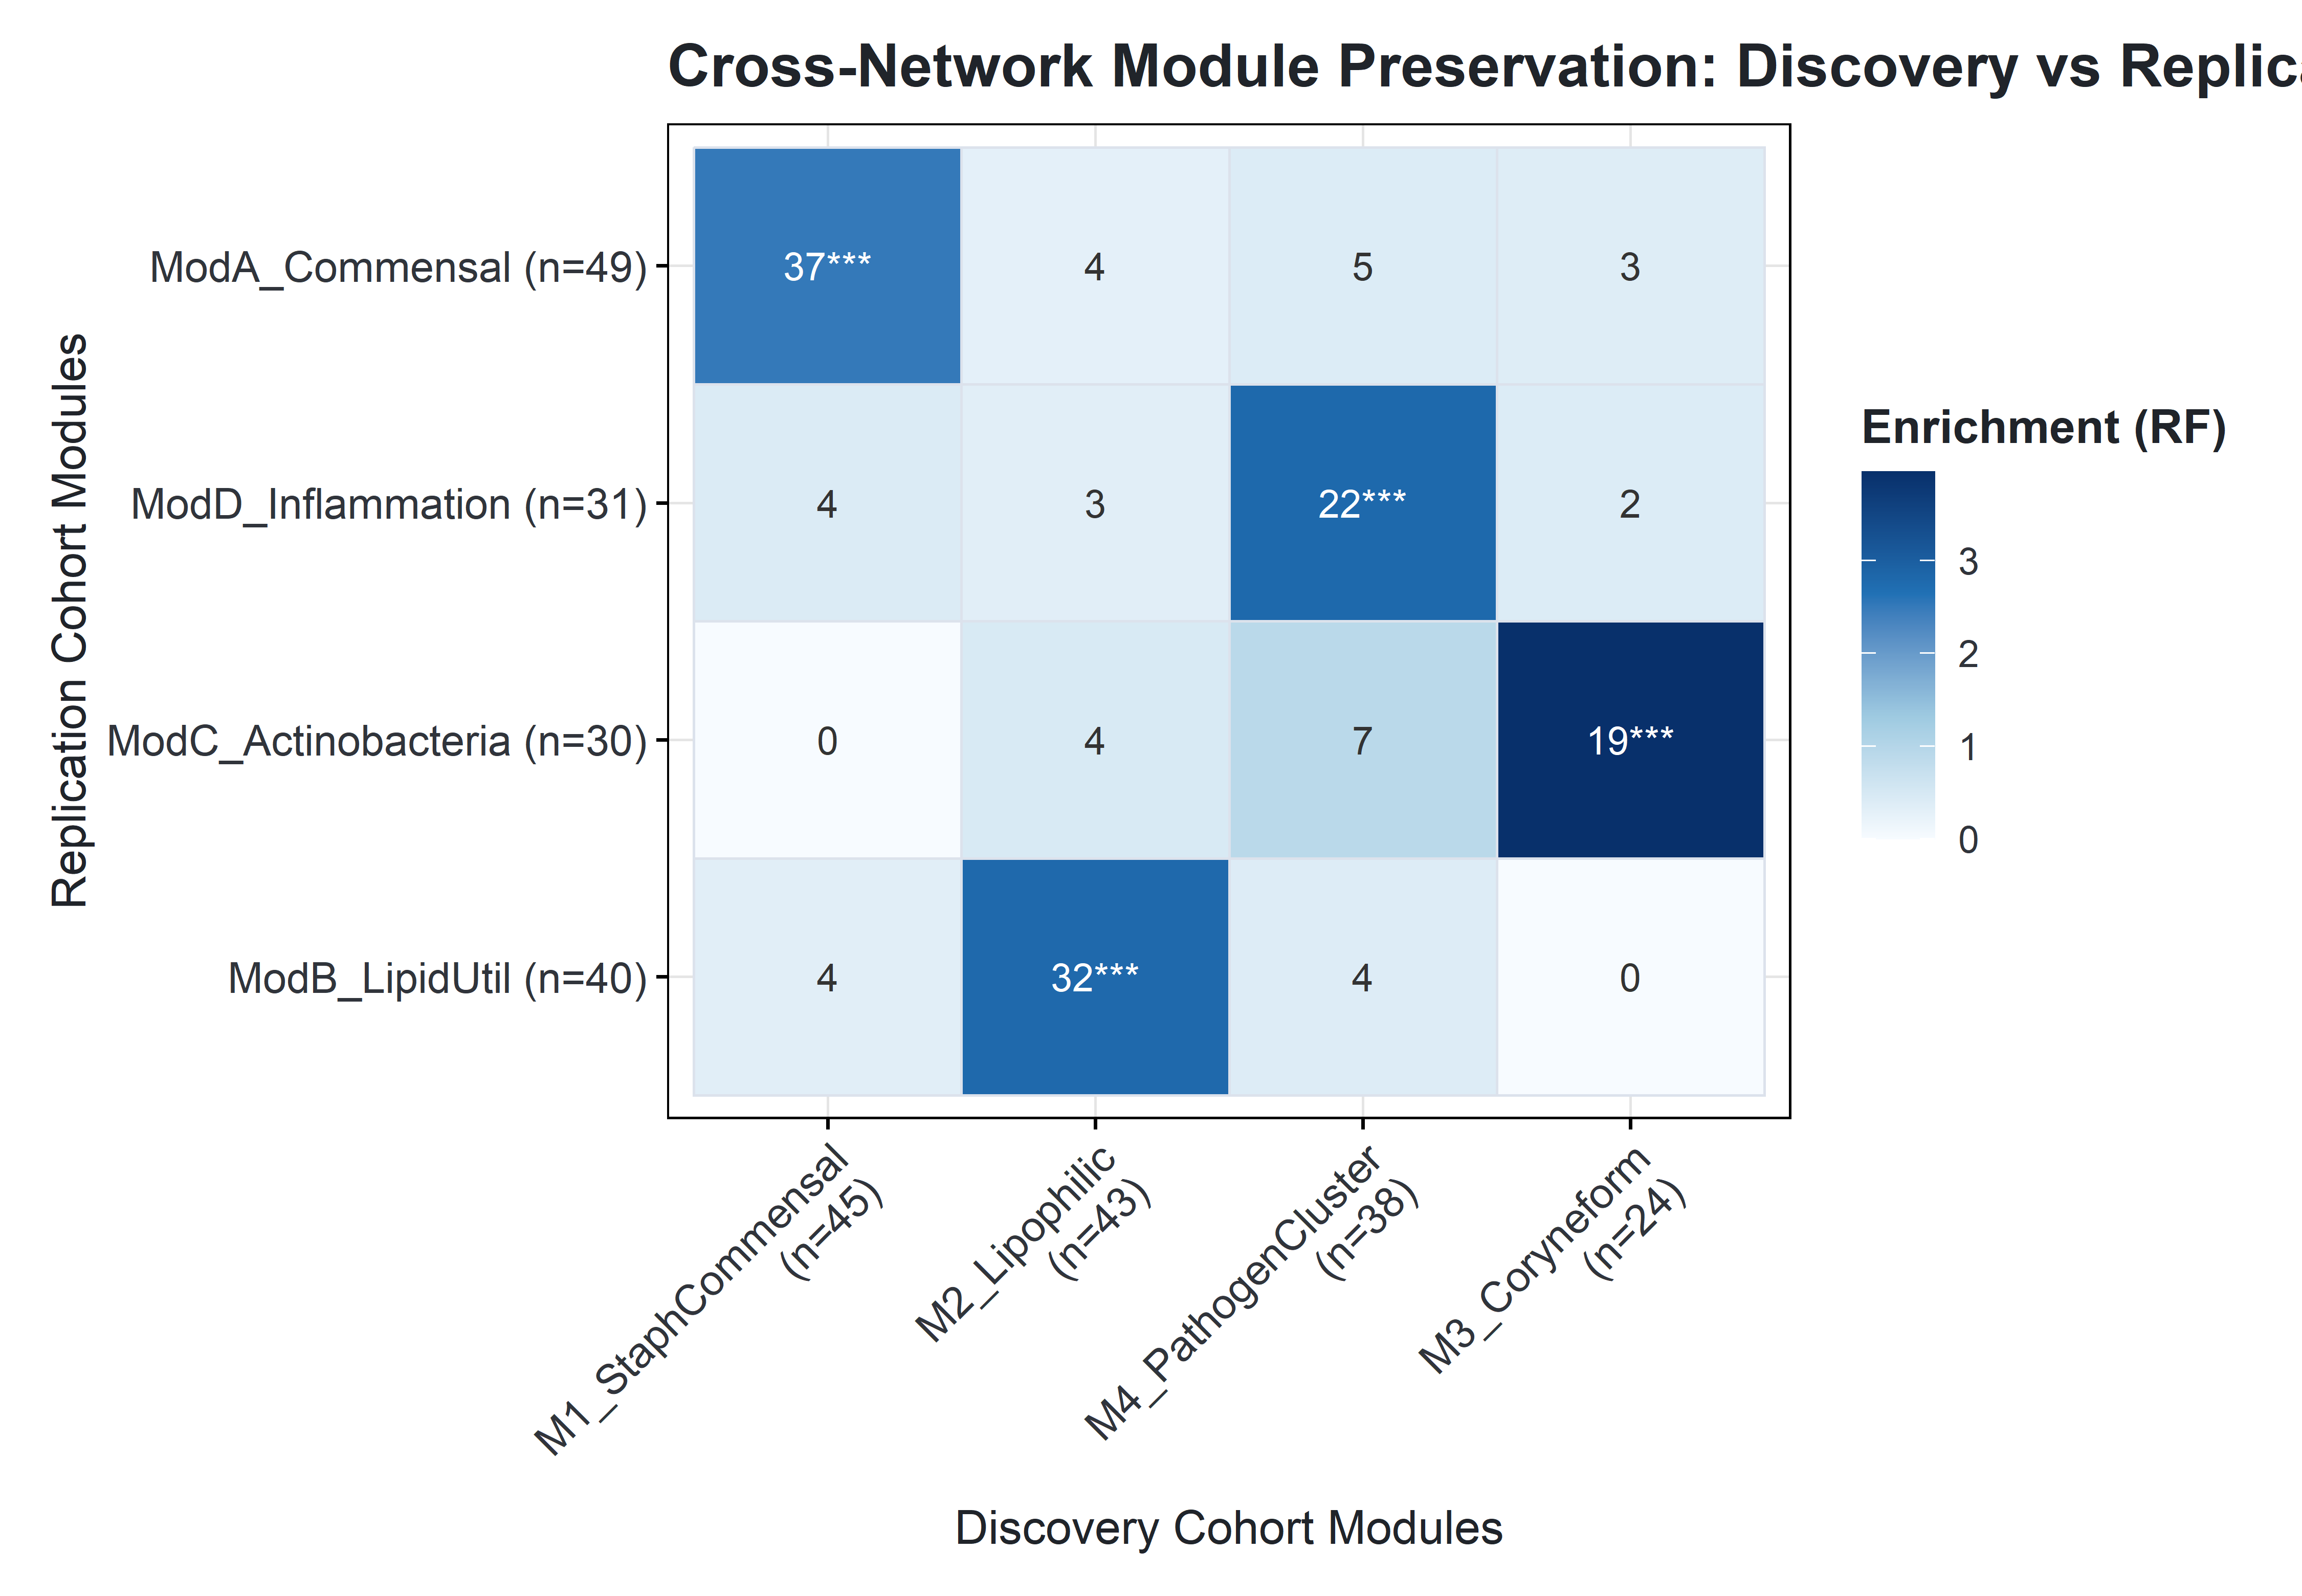 Cross-Network Module Preservation: Discovery vs Replica
Replication Cohort Modules
ModA_Commensal (n=49)
37***
4
5
3
ModD_Inflammation (n=31)
4
3
22***
2
ModC_Actinobacteria (n=30)
0
4
7
19***
ModB_LipidUtil (n=40)
4
32***
4
0
M1_StaphCommensal
(n=45)
M2_Lipophilic
(n=43)
M4_PathogenCluster
(n=38)
M3_Coryneform
(n=24)
Discovery Cohort Modules
Enrichment (RF)
3
2
1
0